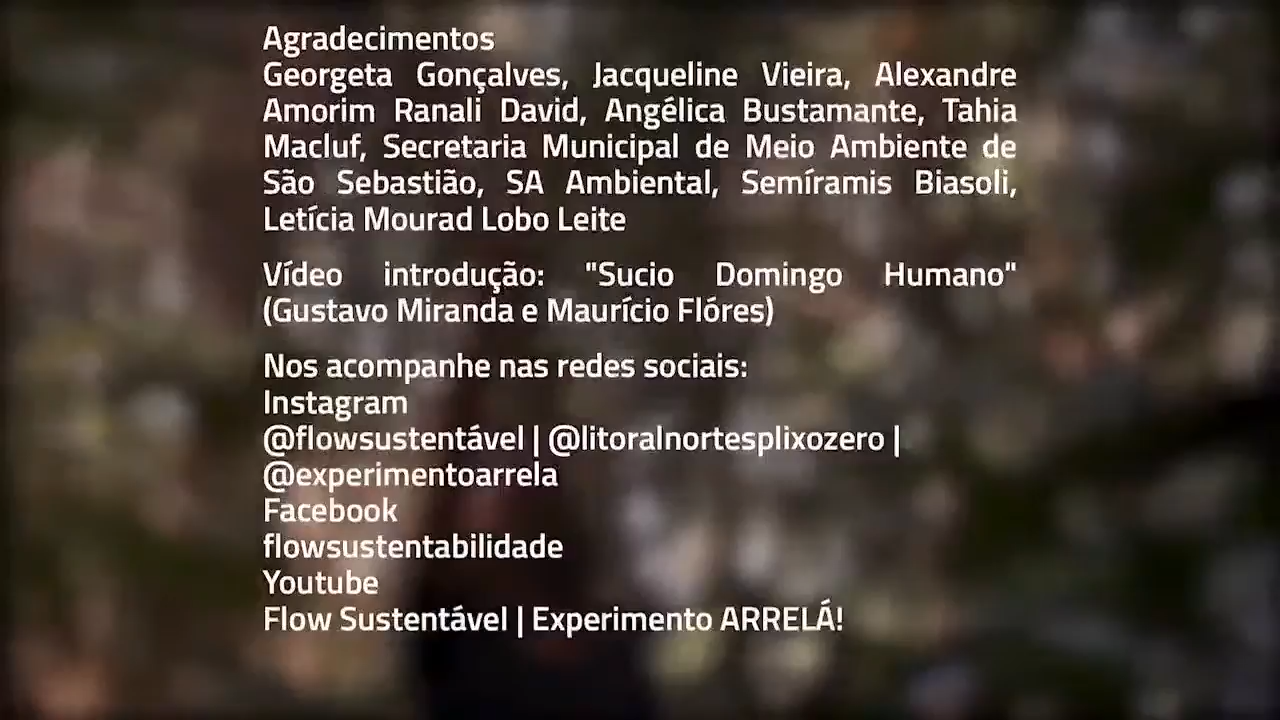 Agradecimentos
Georgeta Gonçalves, Jacqueline Vieira, Alexandre
Amorim Ranali David, Angélica Bustamante, Tahia
Macluf, Secretaria Municipal de Meio Ambiente de
São Sebastião, SA Ambiental, Semíramis Biasoli,
Letícia Mourad Lobo Leite
Vídeo introdução: "Sucio Domingo Humano"
(Gustavo Miranda e Maurício Flóres)
Nos acompanhe nas redes sociais:
Instagram
@flowsustentável | @litoralnortesplixozero |
@experimentoarrela
Facebook
flowsustentabilidade
Youtube
Flow Sustentável | Experimento ARRELÁ!